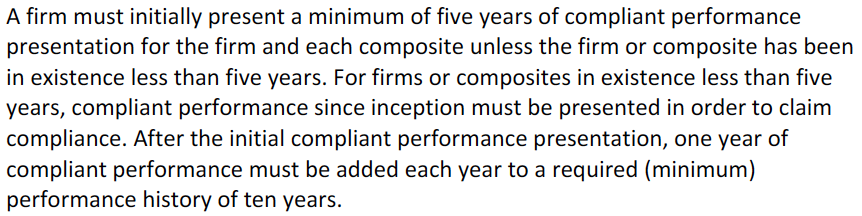 A firm must initially present a minimum of five years of compliant performance
presentation for the firm and each composite unless the firm or composite has been
in existence less than five years. For firms or composites in existence less than five
years, compliant performance since inception must be presented in order to claim
compliance. After the initial compliant performance presentation, one year of
compliant performance must be added each year to a required (minimum)
performance history of ten years.